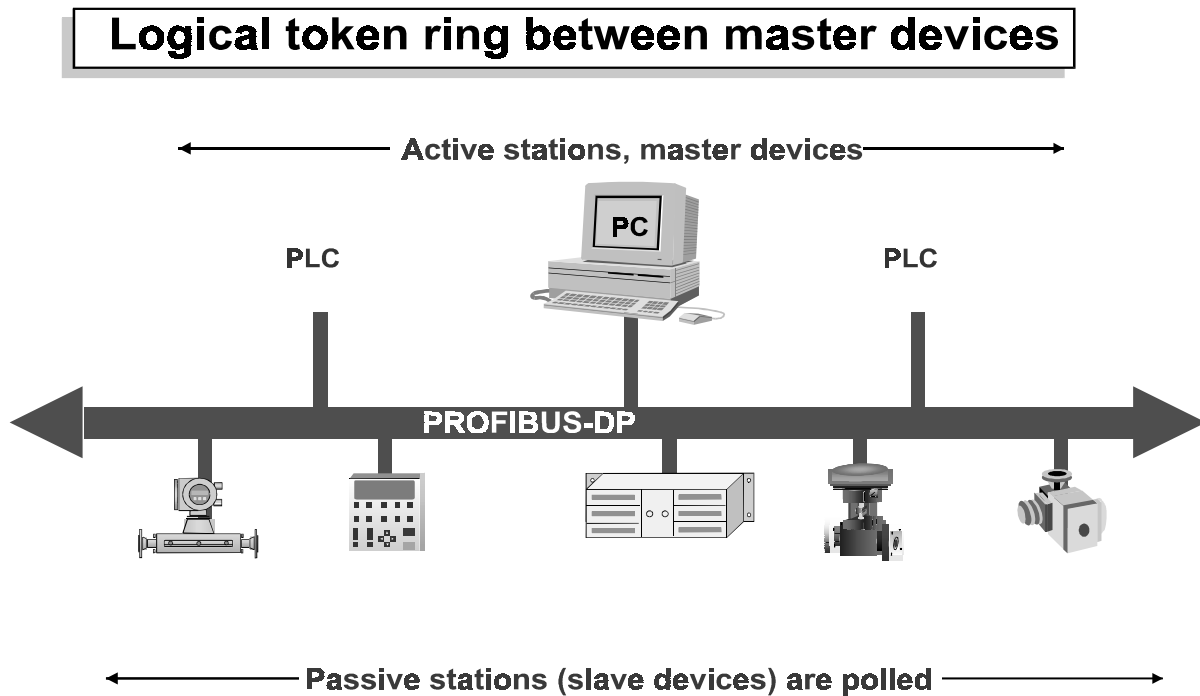 Logical token ring between master devices
Active stations, master devices
PC
PLC
PLC
PROFIBUS-DP
Passive stations (slave devices) are polled